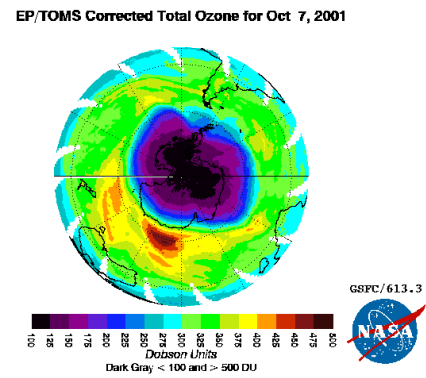 EP/TOMS Corrected Total Ozone for Oct 7, 2001
GSFC/613.3
NASA
100 125 150 175 200 225 250 275 300 325 350 375 400 425 450 475 500
Dobson Units
Dark Gray < 100 and > 500 DU